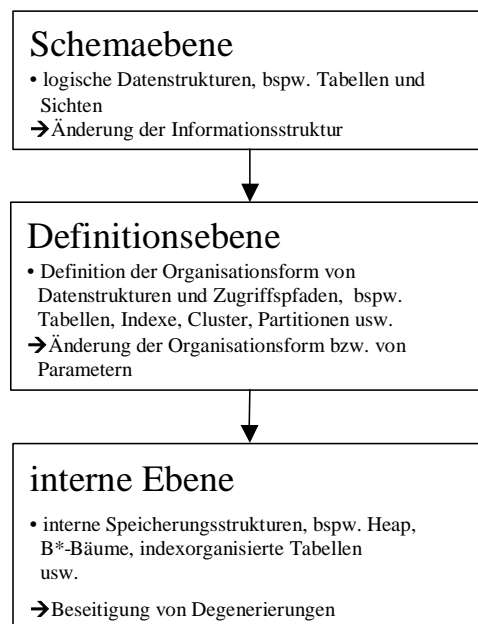 Schemaebene
• logische Datenstrukturen, bspw. Tabellen und
Sichten
➔Änderung der Informationsstruktur
Definitionsebene
• Definition der Organisationsform von
Datenstrukturen und Zugriffspfaden, bspw.
Tabellen, Indexe, Cluster, Partitionen usw.
➔Änderung der Organisationsform bzw. von
Parametern
interne Ebene
• interne Speicherungsstrukturen, bspw. Heap,
B*-Bäume, indexorganisierte Tabellen
usw.
➔Beseitigung von Degenerierungen